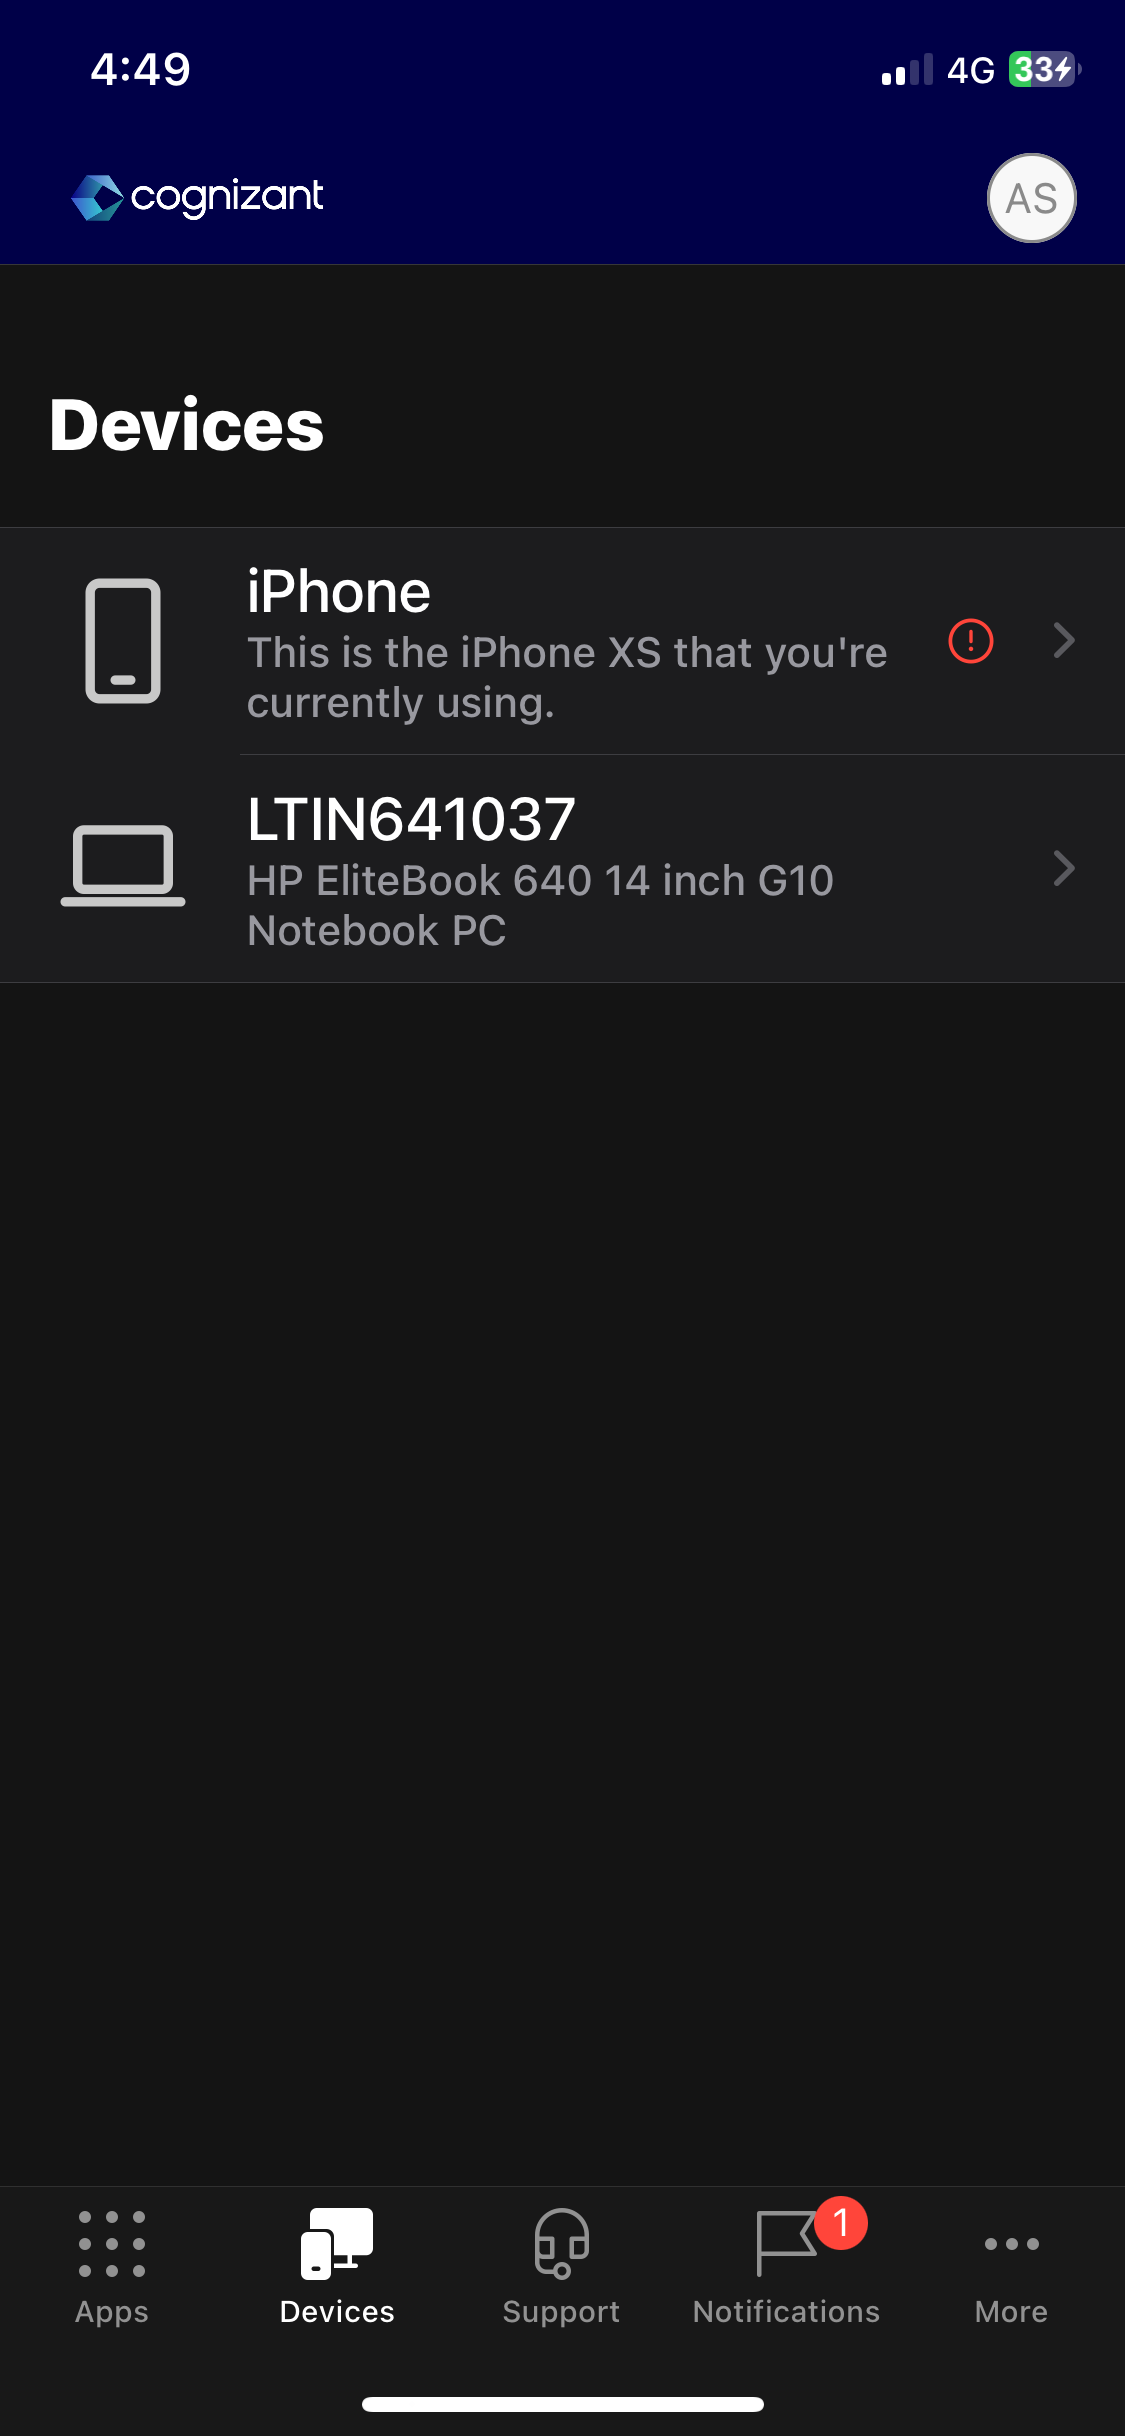 4:49
4G 33
cognizant
AS
Devices
iPhone
This is the iPhone XS that you're
currently using.
LTIN641037
HP EliteBook 640 14 inch G10
Notebook PC
1
Apps Devices Support Notifications More